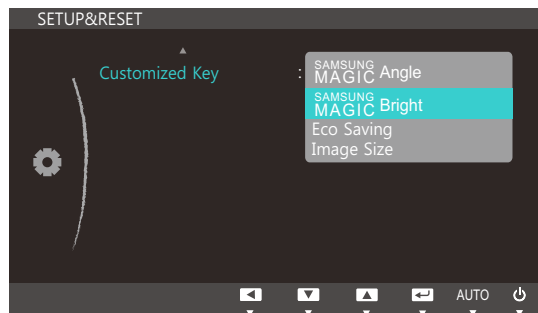 SETUP&RESET
Customized Key : SAMSUNG MAGIC Angle
SAMSUNG MAGIC Bright
Eco Saving
Image Size
AUTO